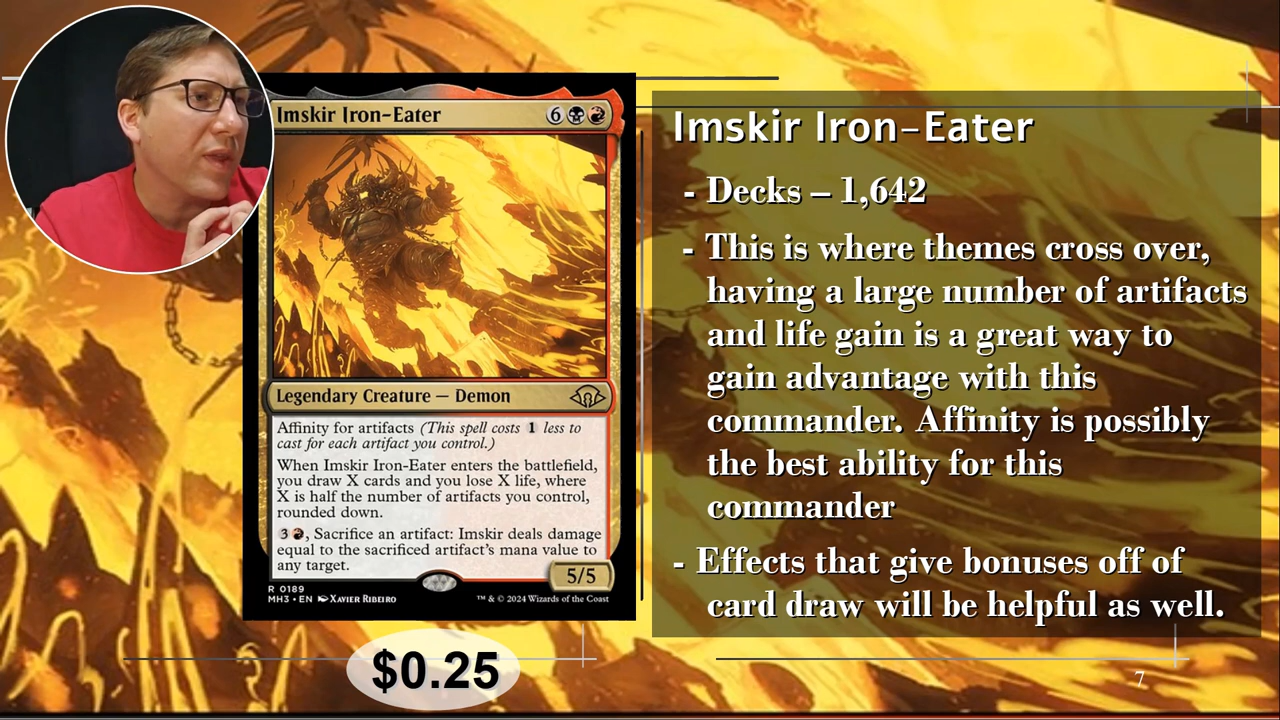 Imskir Iron-Eater
6
Legendary Creature — Demon
Affinity for artifacts (This spell costs 1 less to
cast for each artifact you control.)
When Imskir Iron-Eater enters the battlefield,
you draw X cards and you lose X life, where
X is half the number of artifacts you control,
rounded down.
3, Sacrifice an artifact: Imskir deals damage
equal to the sacrificed artifact's mana value to
any target.
5/5
R 0189
MH3 • EN Xavier Ribeiro
™ & © 2024 Wizards of the Coast
$0.25
Imskir Iron-Eater
- Decks – 1,642
- This is where themes cross over,
having a large number of artifacts
and life gain is a great way to
gain advantage with this
commander. Affinity is possibly
the best ability for this
commander
- Effects that give bonuses off of
card draw will be helpful as well.
7